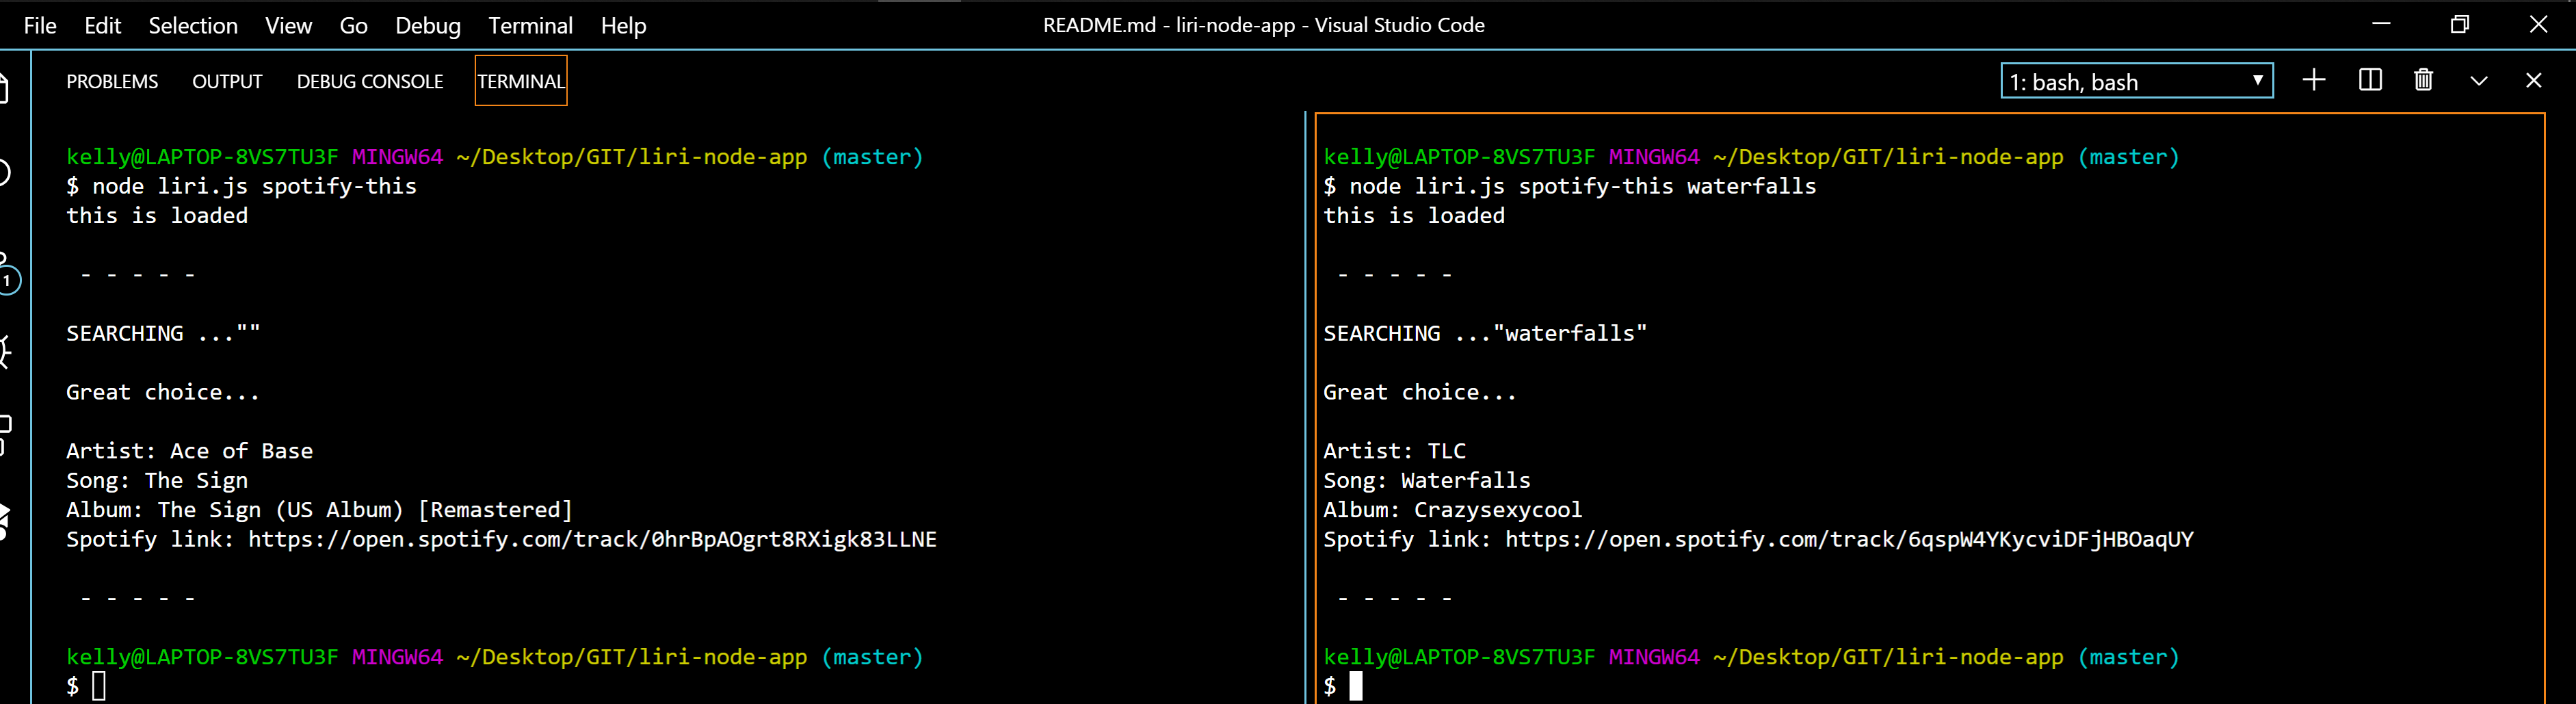 File Edit Selection View Go Debug Terminal Help README.md - liri-node-app - Visual Studio Code
PROBLEMS OUTPUT DEBUG CONSOLE TERMINAL 1: bash, bash
1
kelly@LAPTOP-8VS7TU3F MINGW64 ~/Desktop/GIT/liri-node-app (master)
$ node liri.js spotify-this
this is loaded
- - - - -
SEARCHING ...""
Great choice...
Artist: Ace of Base
Song: The Sign
Album: The Sign (US Album) [Remastered]
Spotify link: https://open.spotify.com/track/0hrBpAOgrt8RXigk83LLNE
- - - - -
kelly@LAPTOP-8VS7TU3F MINGW64 ~/Desktop/GIT/liri-node-app (master)
$
kelly@LAPTOP-8VS7TU3F MINGW64 ~/Desktop/GIT/liri-node-app (master)
$ node liri.js spotify-this waterfalls
this is loaded
- - - - -
SEARCHING ..."waterfalls"
Great choice...
Artist: TLC
Song: Waterfalls
Album: Crazysexycool
Spotify link: https://open.spotify.com/track/6qspW4YKycviDFjHBOaqUY
- - - - -
kelly@LAPTOP-8VS7TU3F MINGW64 ~/Desktop/GIT/liri-node-app (master)
$